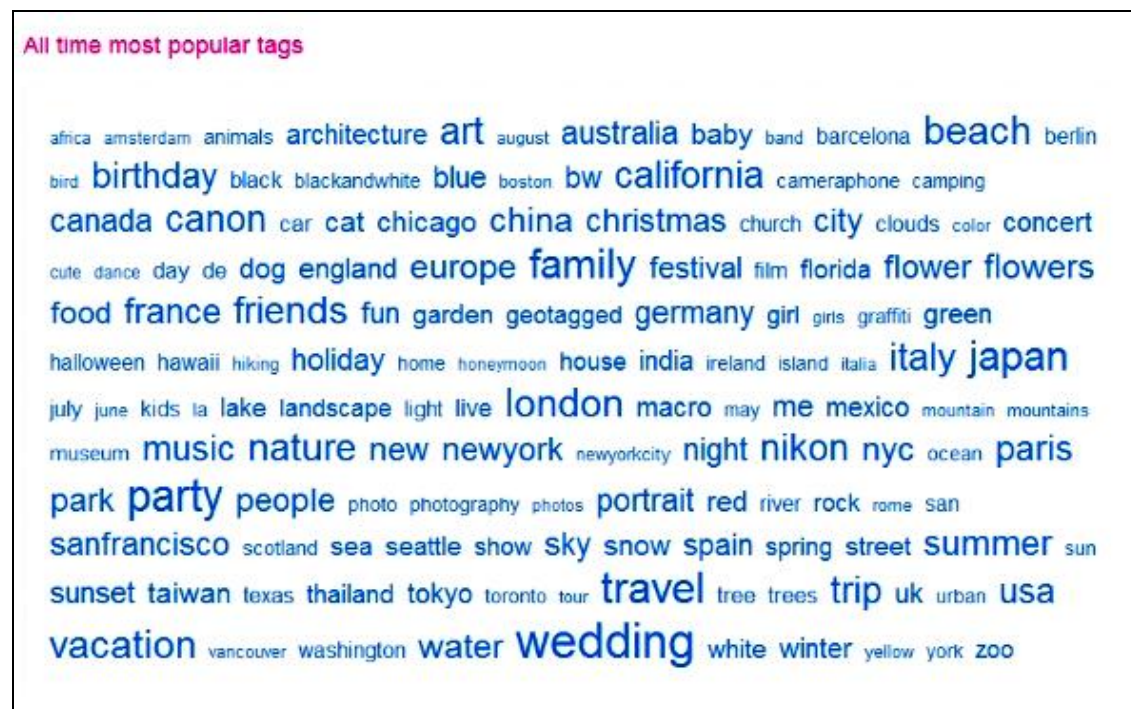 All time most popular tags
africa amsterdam animals architecture art august australia baby band barcelona beach berlin
bird birthday black blackandwhite blue boston bw california cameraphone camping
canada canon car cat chicago china christmas church city clouds color concert
cute dance day de dog england europe family festival film florida flower flowers
food france friends fun garden geotagged germany girl girls graffiti green
halloween hawaii hiking holiday home honeymoon house india ireland island italia italy japan
july june kids la lake landscape light live london macro may me mexico mountain mountains
museum music nature new newyork newyorkcity night nikon nyc ocean paris
park party people photo photography photos portrait red river rock rome san
sanfrancisco scotland sea seattle show sky snow spain spring street summer sun
sunset taiwan texas thailand tokyo toronto tour travel tree trees trip uk urban usa
vacation vancouver washington water wedding white winter yellow york zoo